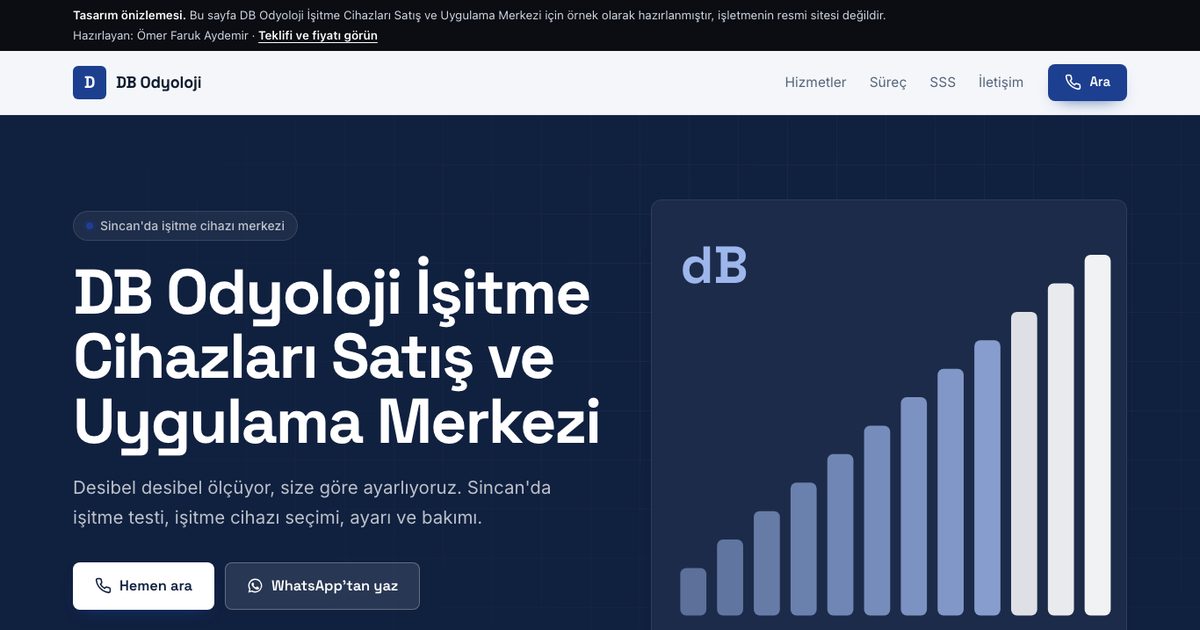 Tasarım önizlemesi. Bu sayfa DB Odyoloji İşitme Cihazları Satış ve Uygulama Merkezi için örnek olarak hazırlanmıştır, işletmenin resmi sitesi değildir.
Hazırlayan: Ömer Faruk Aydemir · Teklifi ve fiyatı görün
D DB Odyoloji Hizmetler Süreç SSS İletişim Ara
Sincan'da işitme cihazı merkezi
DB Odyoloji İşitme
Cihazları Satış ve
Uygulama Merkezi
Desibel desibel ölçüyor, size göre ayarlıyoruz. Sincan'da
işitme testi, işitme cihazı seçimi, ayarı ve bakımı.
Hemen ara WhatsApp'tan yaz
dB